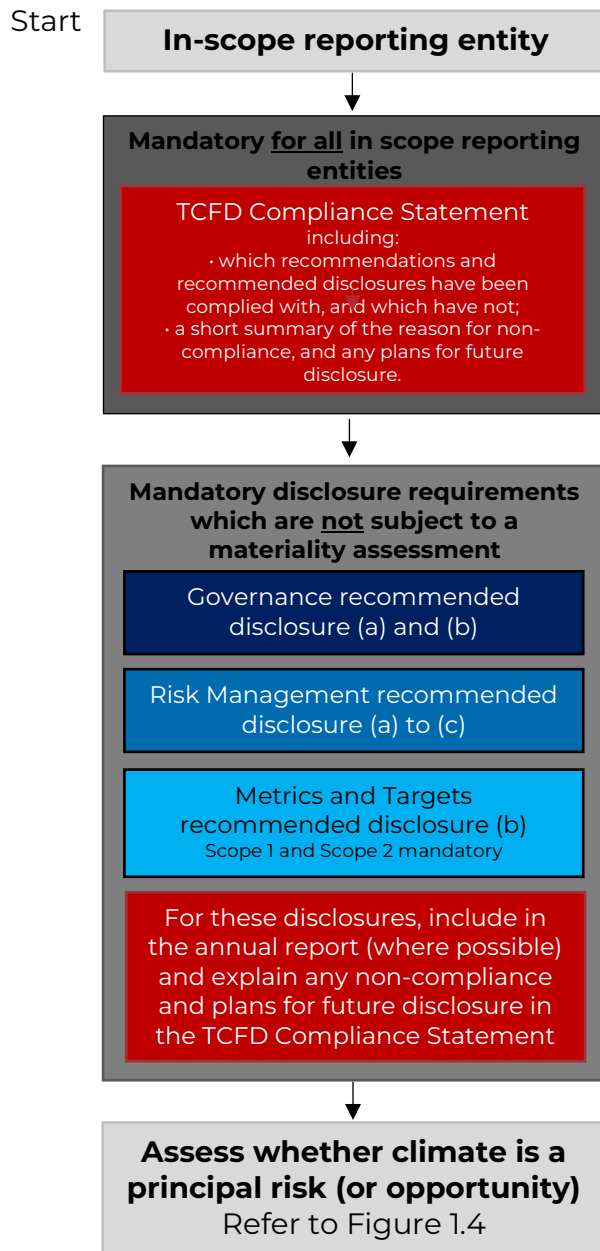 Start
In-scope reporting entity
Mandatory for all in scope reporting
entities
TCFD Compliance Statement
including:
• which recommendations and
recommended disclosures have been
complied with, and which have not;
• a short summary of the reason for non-
compliance, and any plans for future
disclosure.
Mandatory disclosure requirements
which are not subject to a
materiality assessment
Governance recommended
disclosure (a) and (b)
Risk Management recommended
disclosure (a) to (c)
Metrics and Targets
recommended disclosure (b)
Scope 1 and Scope 2 mandatory
For these disclosures, include in
the annual report (where possible)
and explain any non-compliance
and plans for future disclosure in
the TCFD Compliance Statement
Assess whether climate is a
principal risk (or opportunity)
Refer to Figure 1.4